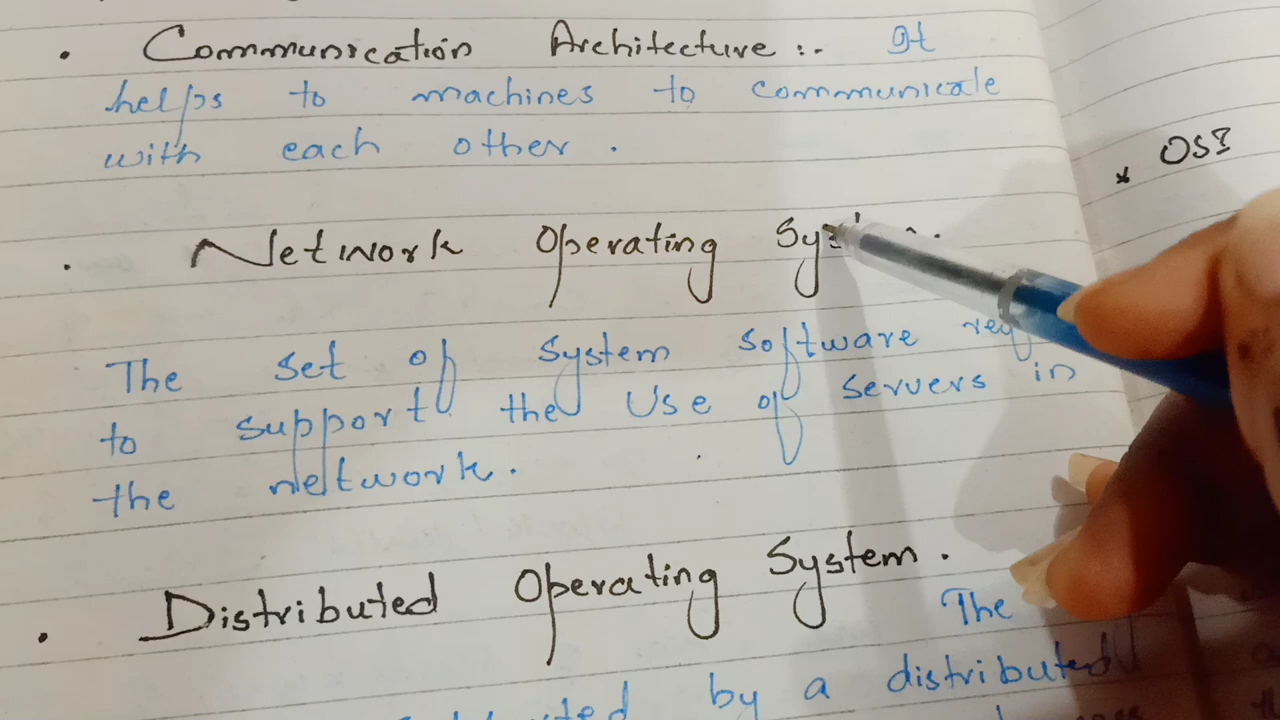 • Communication Architecture :- It
helps to machines to communicate
with each other .
• Network Operating
The set of system software
to support the Use of servers in
the network .
• Distributed Operating System .
The
by a distributed
* OSI